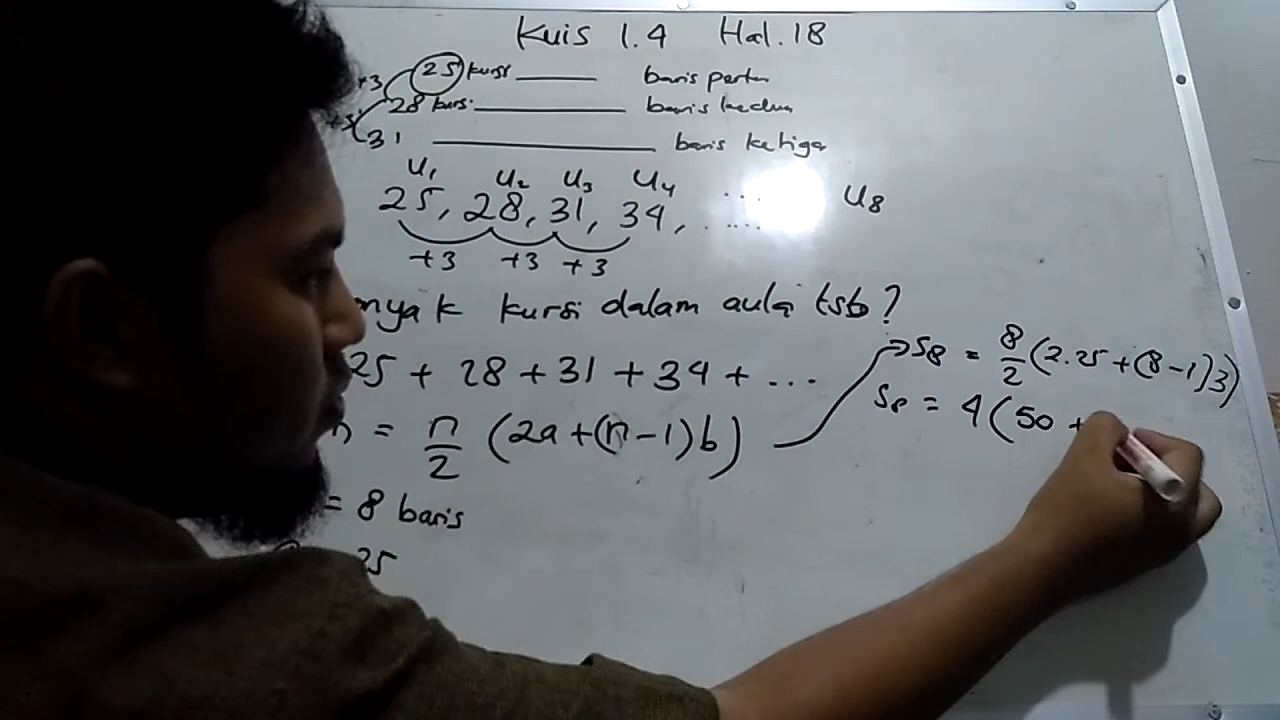 Kuis 1.4 Hal. 18
+3 25 kursi baris pertm
28 kursi baris kedua
31 baris ketiga
U1 U2 U3 U4 U8
25, 28, 31, 34, ......
+3 +3 +3
nyak kursi dalam aula tsb?
25 + 28 + 31 + 34 + ...
n = n/2 (2a + (n-1)b)
= 8 baris
25
S8 = 8/2 (2.25 + (8-1)3)
S8 = 4(50 +